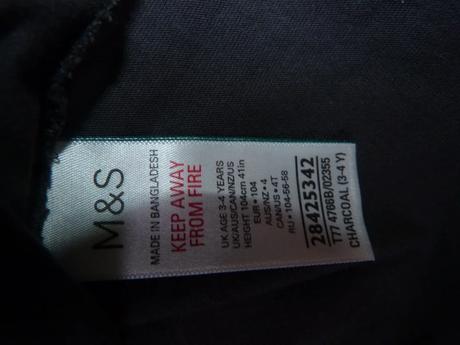 M&S
MADE IN BANGLADESH
KEEP AWAY
FROM FIRE
UK AGE 3-4 YEARS
UK/AUS/CAN/NZ/US
HEIGHT 104cm 41in
EUR•104
AUS/NZ•4
CAN/US•4T
RU•104-56-58
28425342
T77 4706B/02355
CHARCOAL (3-4 Y)